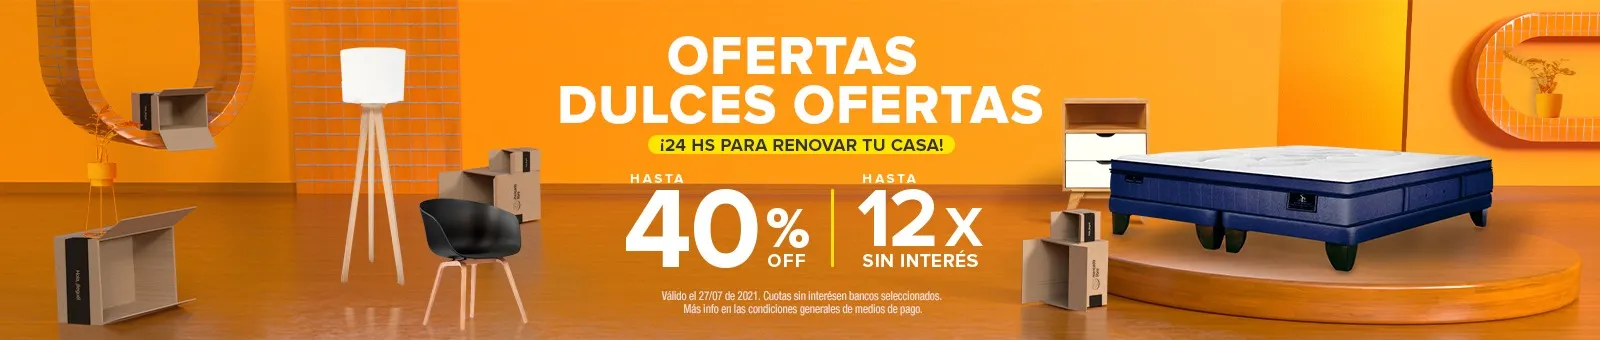 OFERTAS
DULCES OFERTAS
¡24 HS PARA RENOVAR TU CASA!
HASTA
40%
OFF
HASTA
12X
SIN INTERÉS
Válido el 27/07 de 2021. Cuotas sin interésen bancos seleccionados.
Más info en las condiciones generales de medios de pago.